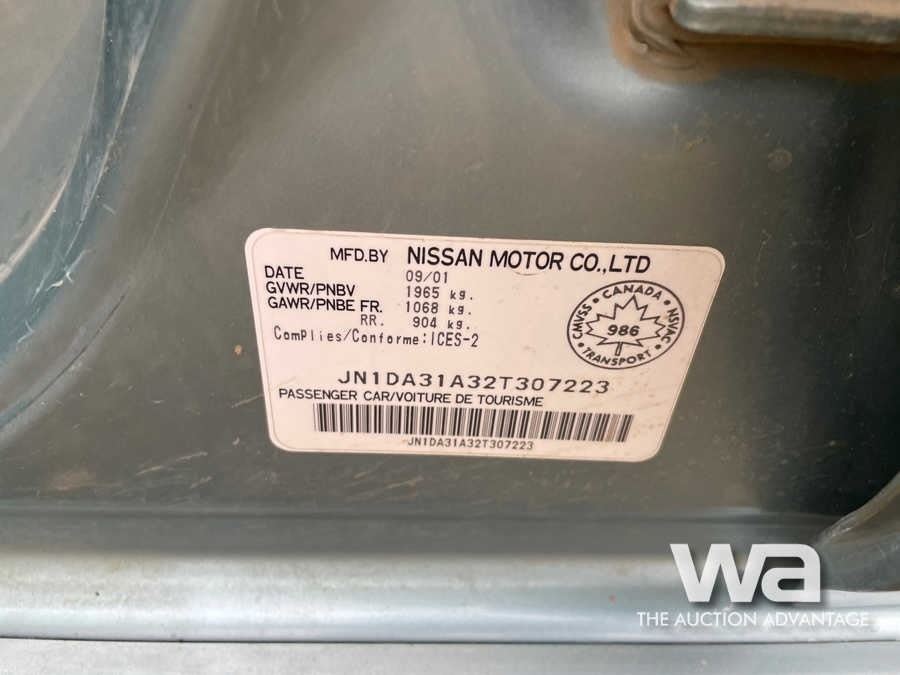 MFD.BY NISSAN MOTOR CO.,LTD
DATE 09/01
GVWR/PNBV 1965 kg.
GAWR/PNBE FR. 1068 kg.
RR. 904 kg.
ComPlies/Conforme:ICES-2
CANADA
CMVSS 986 NSVAC
TRANSPORT
JN1DA31A32T307223
PASSENGER CAR/VOITURE DE TOURISME
JN1DA31A32T307223
wa
THE AUCTION ADVANTAGE